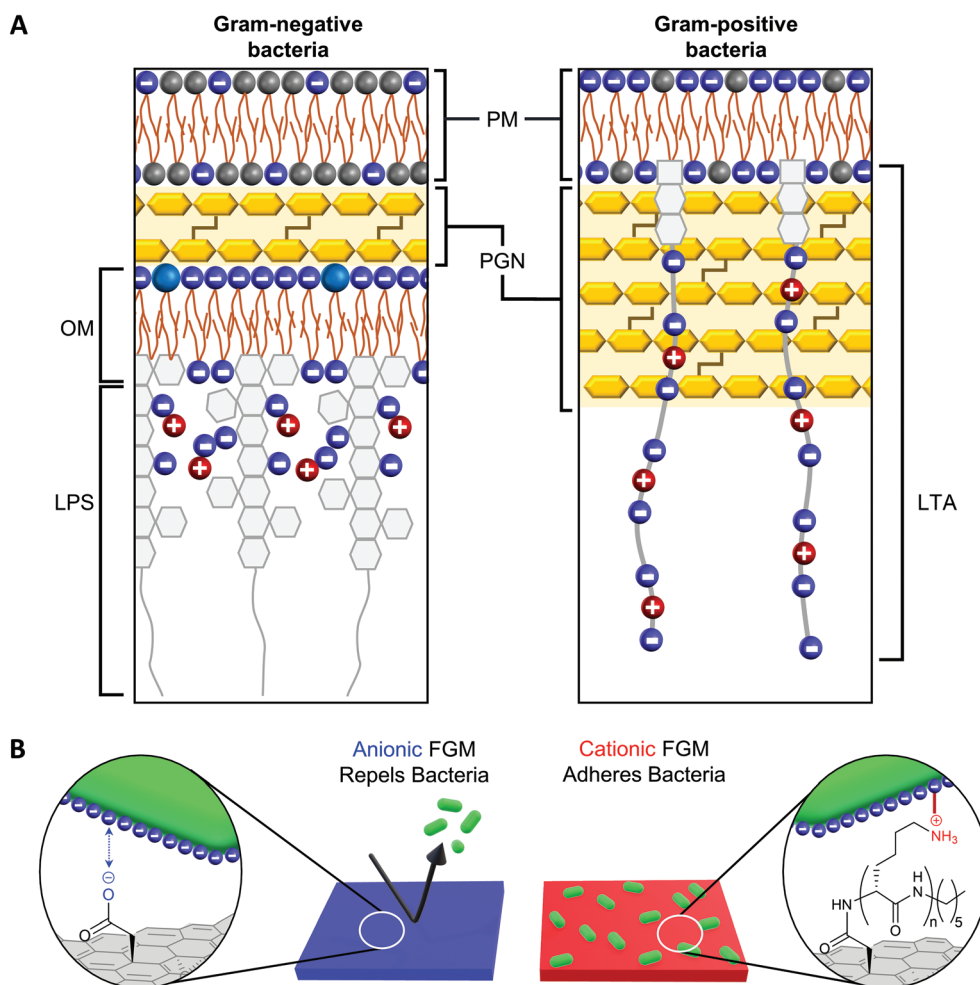 A
Gram-negative
bacteria
Gram-positive
bacteria
PM
PGN
OM
LPS
LTA
B
Anionic FGM
Repels Bacteria
Cationic FGM
Adheres Bacteria
⊖
O
O
⊕
NH₃
H
N
NH
O
n
5
O